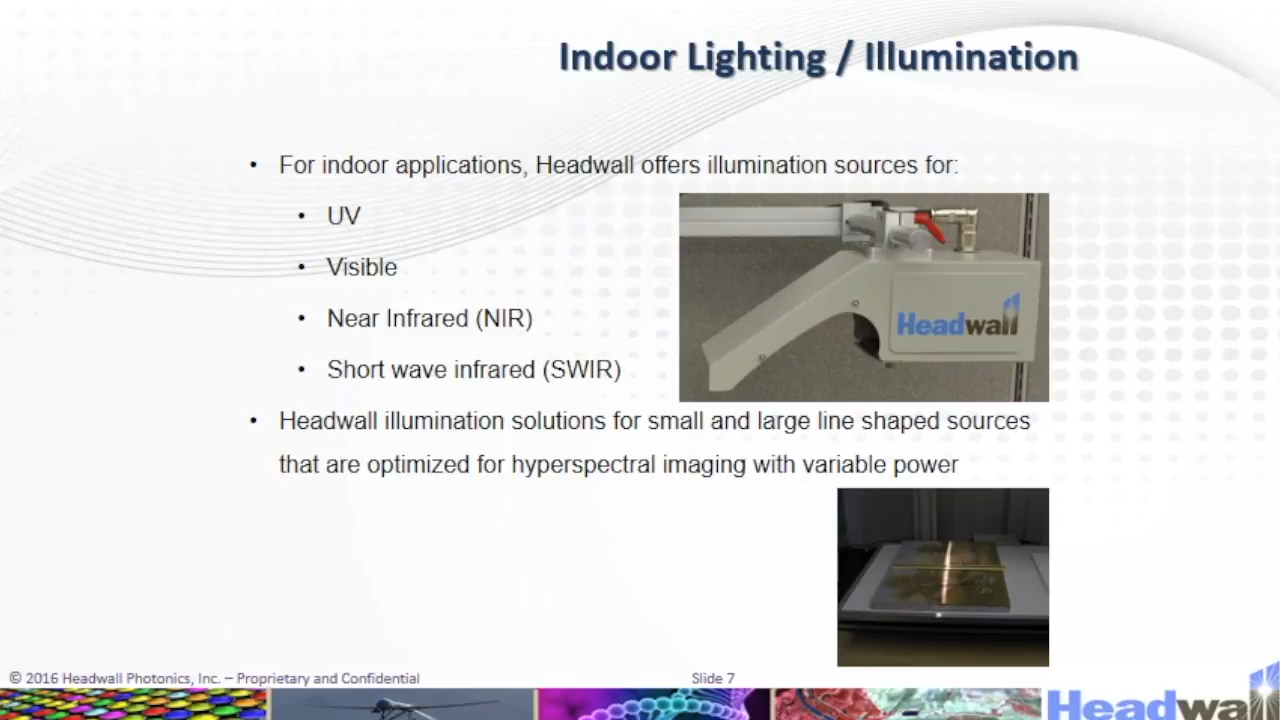 Indoor Lighting / Illumination
• For indoor applications, Headwall offers illumination sources for:
• UV
• Visible
• Near Infrared (NIR)
• Short wave infrared (SWIR)
Headwall
• Headwall illumination solutions for small and large line shaped sources
that are optimized for hyperspectral imaging with variable power
© 2016 Headwall Photonics, Inc. – Proprietary and Confidential
Slide 7
Headwall